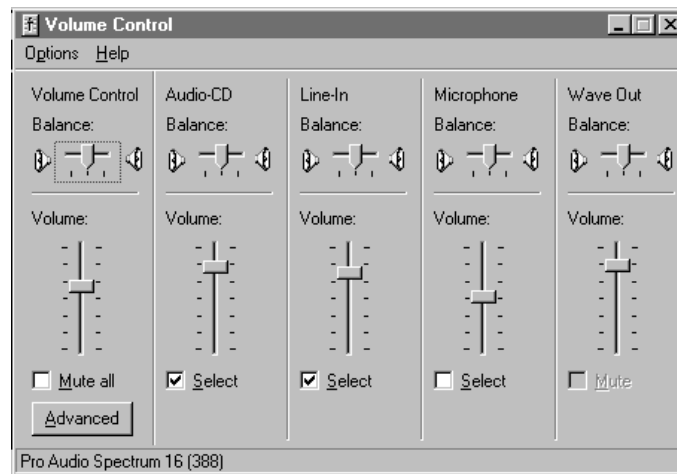 Volume Control
Options Help
Volume Control Audio-CD Line-In Microphone Wave Out
Balance: Balance: Balance: Balance: Balance:
Volume: Volume: Volume: Volume: Volume:
Mute all Select Select Select Mute
Advanced
Pro Audio Spectrum 16 (388)